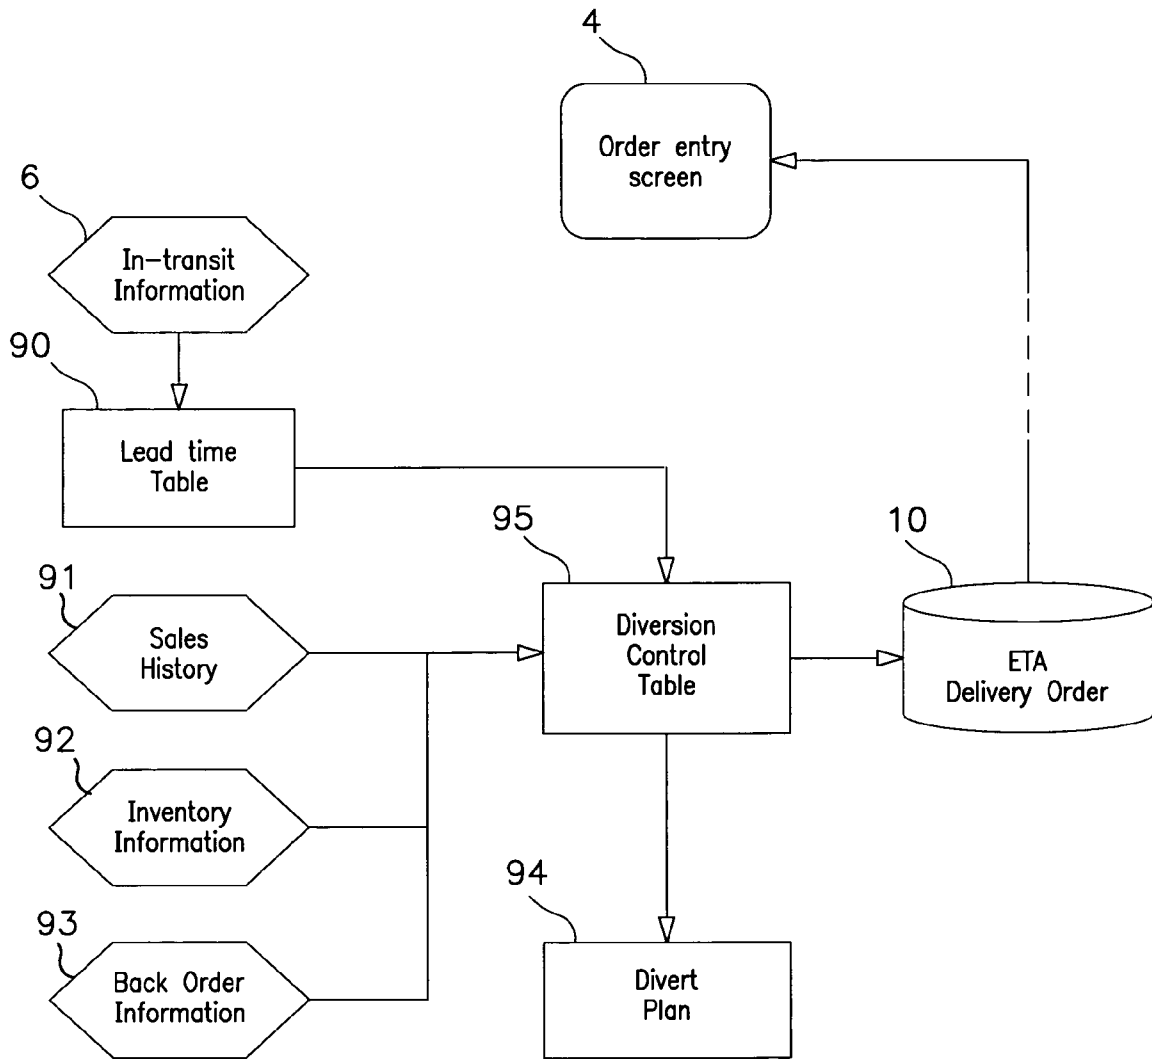 4
Order entry
screen
6
In-transit
Information
90
Lead time
Table
95
Diversion
Control
Table
10
ETA
Delivery Order
91
Sales
History
92
Inventory
Information
94
Divert
Plan
93
Back Order
Information